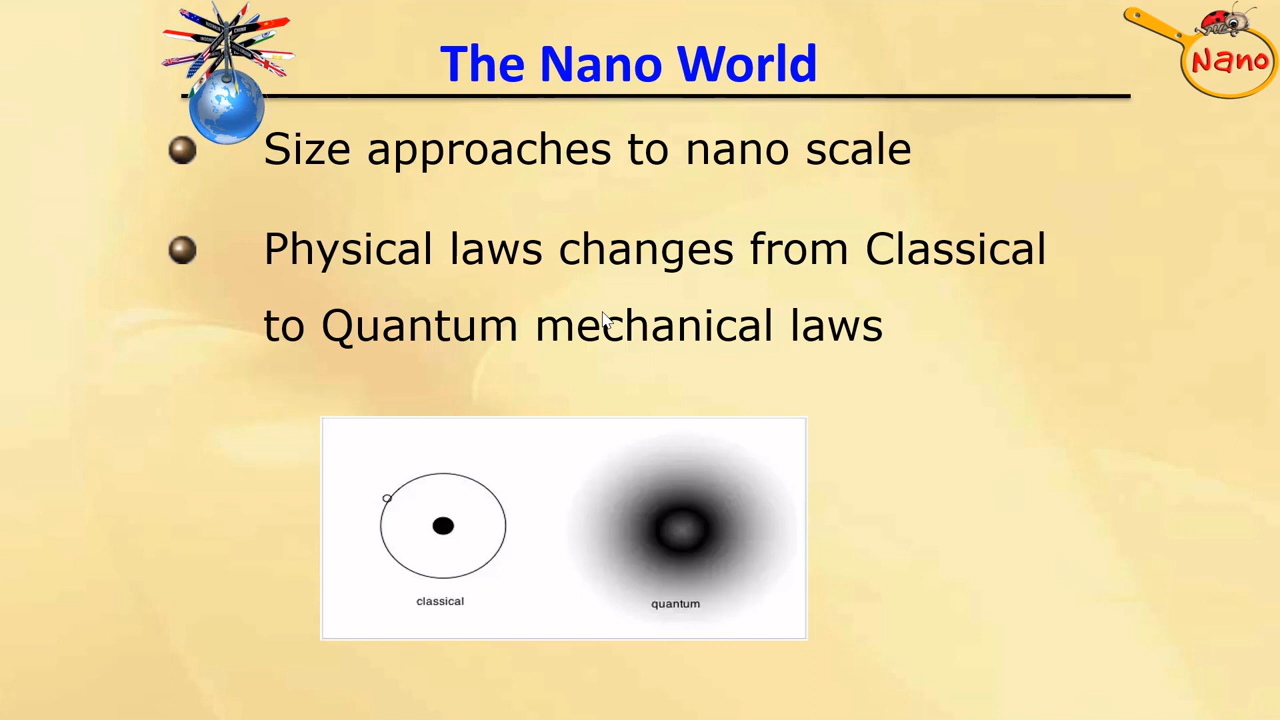 The Nano World
Nano
Size approaches to nano scale
Physical laws changes from Classical
to Quantum mechanical laws
classical
quantum